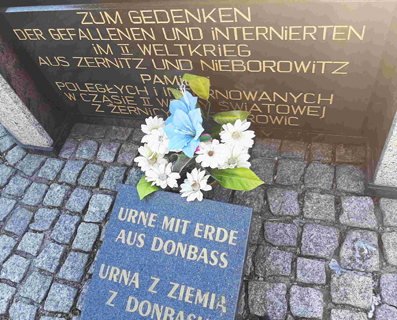 ZUM GEDENKEN
DER GEFALLENEN UND INTERNIERTEN
IM II WELTKRIEG
AUS ZERNITZ UND NIEBOROWITZ
POLEGŁYCH I
W CZASIE II ŚWIATOWEJ
Z
URNE MIT ERDE
AUS DONBASS
URNA Z ZIEMIĄ
Z